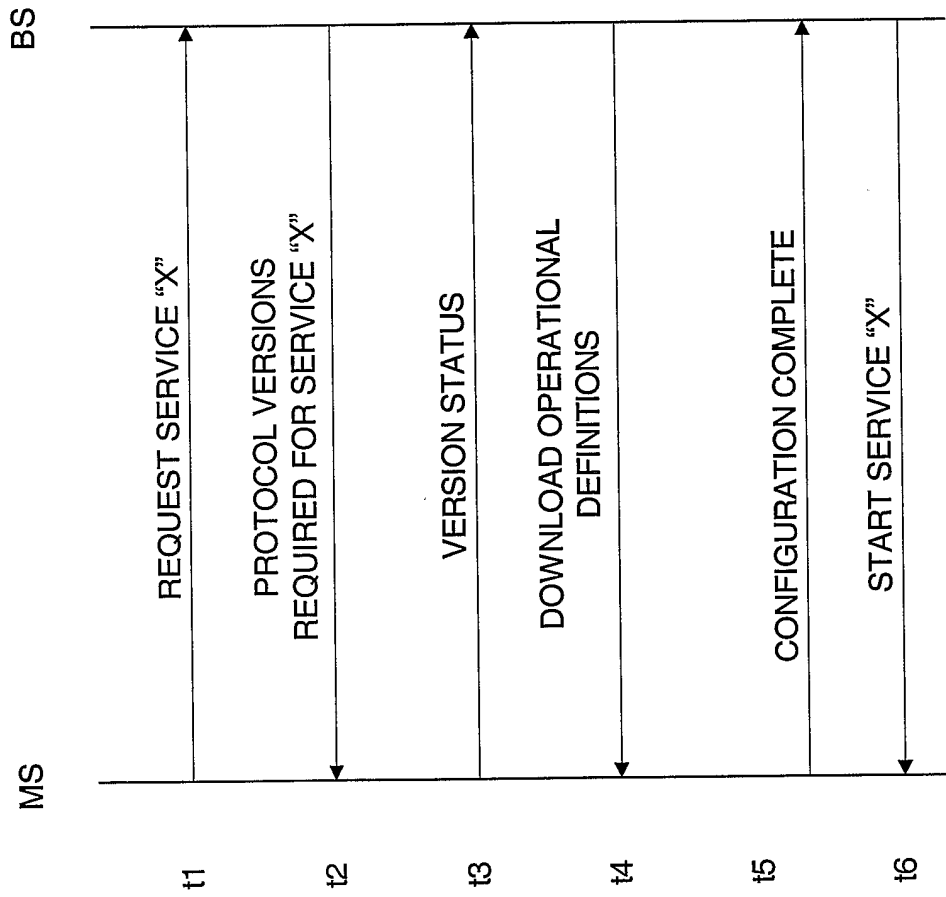 MS
BS
t1
REQUEST SERVICE “X”
t2
PROTOCOL VERSIONS
REQUIRED FOR SERVICE “X”
t3
VERSION STATUS
t4
DOWNLOAD OPERATIONAL
DEFINITIONS
t5
CONFIGURATION COMPLETE
t6
START SERVICE “X”